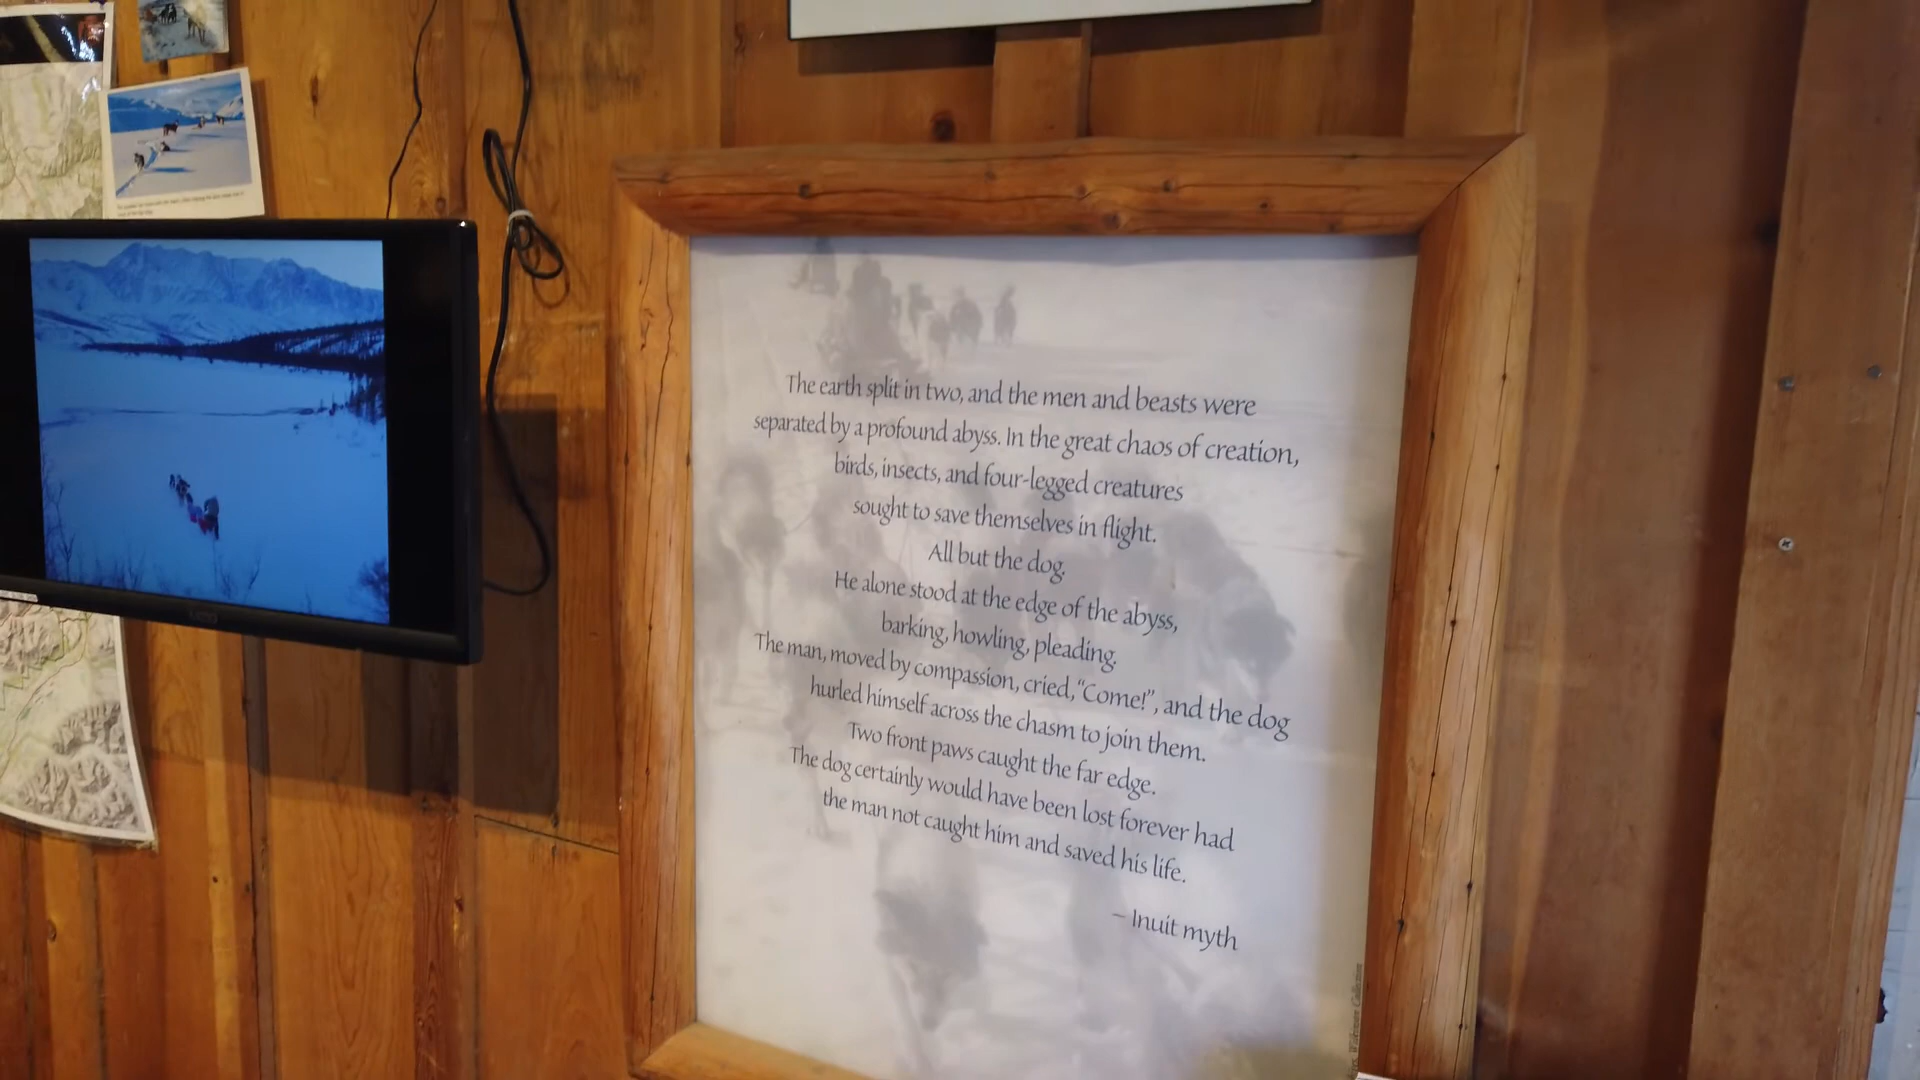 The earth split in two, and the men and beasts were
separated by a profound abyss. In the great chaos of creation,
birds, insects, and four-legged creatures
sought to save themselves in flight.
All but the dog.
He alone stood at the edge of the abyss,
barking, howling, pleading.
The man, moved by compassion, cried, “Come!”, and the dog
hurled himself across the chasm to join them.
Two front paws caught the far edge.
The dog certainly would have been lost forever had
the man not caught him and saved his life.
– Inuit myth
Collection